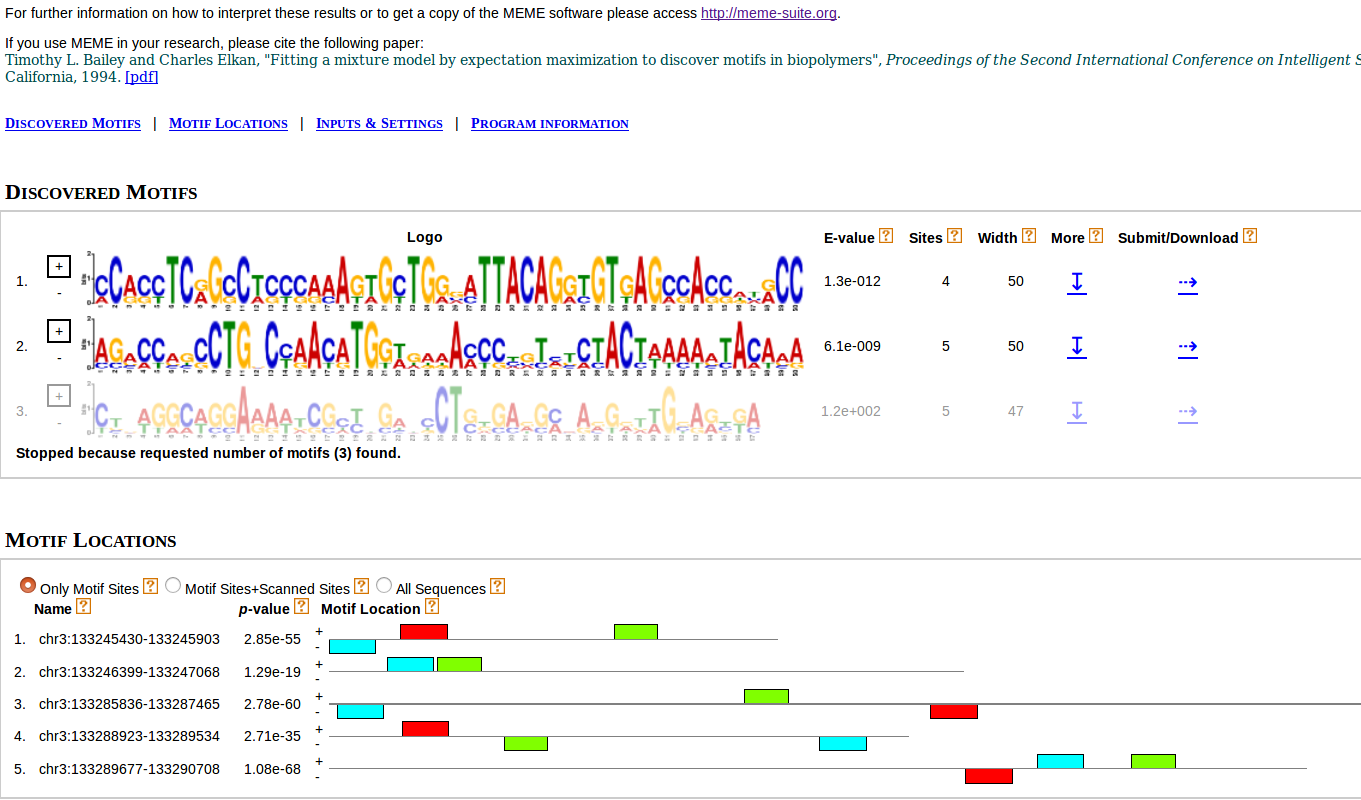 For further information on how to interpret these results or to get a copy of the MEME software please access http://meme-suite.org.
If you use MEME in your research, please cite the following paper:
Timothy L. Bailey and Charles Elkan, "Fitting a mixture model by expectation maximization to discover motifs in biopolymers", Proceedings of the Second International Conference on Intelligent S
California, 1994. [pdf]
DISCOVERED MOTIFS | MOTIF LOCATIONS | INPUTS & SETTINGS | PROGRAM INFORMATION
DISCOVERED MOTIFS
Logo E-value ? Sites ? Width ? More ? Submit/Download ?
1. + - 1.3e-012 4 50
2. + - 6.1e-009 5 50
3. + - 1.2e+002 5 47
Stopped because requested number of motifs (3) found.
MOTIF LOCATIONS
Only Motif Sites ? Motif Sites+Scanned Sites ? All Sequences ?
Name ? p-value ? Motif Location ?
1. chr3:133245430-133245903 2.85e-55 + -
2. chr3:133246399-133247068 1.29e-19 + -
3. chr3:133285836-133287465 2.78e-60 + -
4. chr3:133288923-133289534 2.71e-35 + -
5. chr3:133289677-133290708 1.08e-68 + -